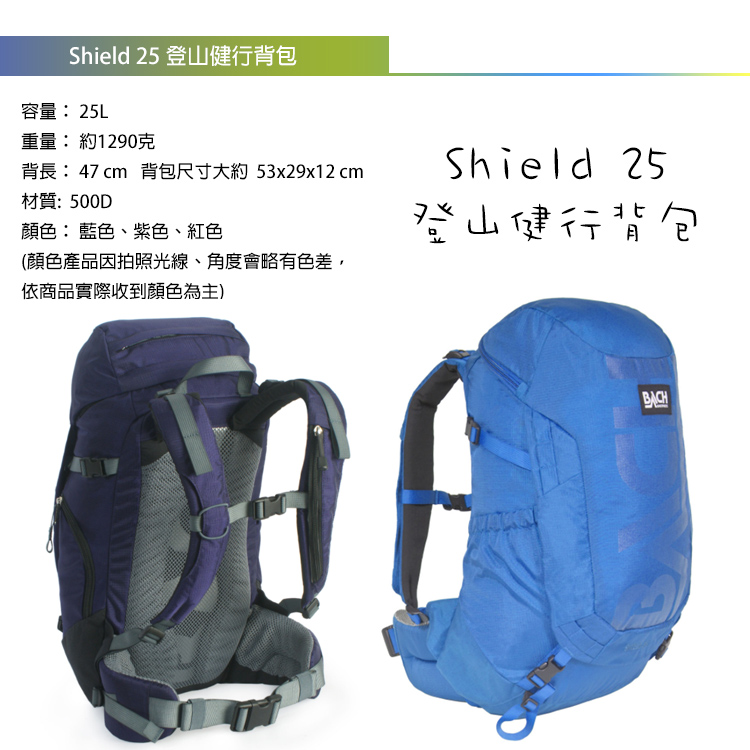 Shield 25 登山健行背包
容量： 25L
重量： 約1290克
背長： 47 cm 背包尺寸大約 53x29x12 cm
材質: 500D
顏色： 藍色、紫色、紅色
(顏色產品因拍照光線、角度會略有色差，
依商品實際收到顏色為主)
Shield 25
登山健行背包
BACH
BACH